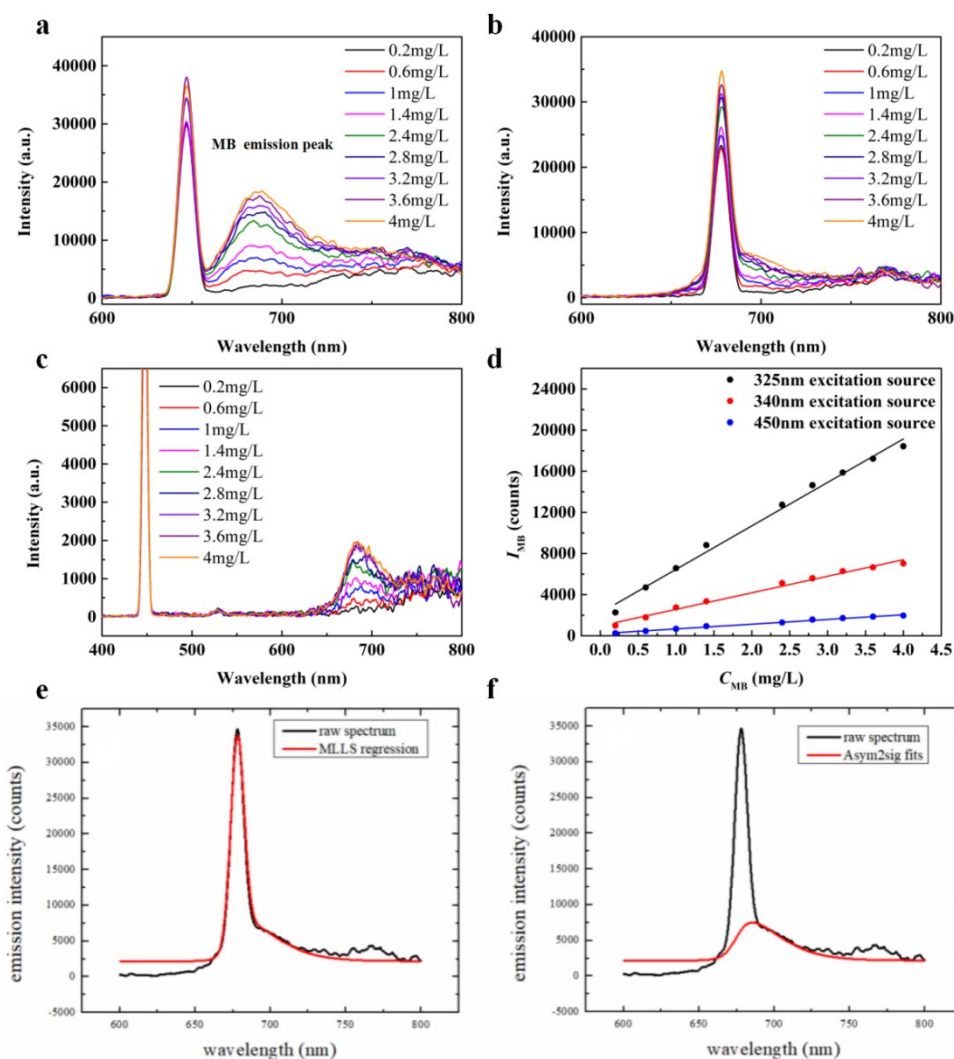 a
40000
30000
20000
10000
0
Intensity (a.u.)
MB emission peak
0.2mg/L
0.6mg/L
1mg/L
1.4mg/L
2.4mg/L
2.8mg/L
3.2mg/L
3.6mg/L
4mg/L
600 700 800
Wavelength (nm)
b
40000
30000
20000
10000
0
Intensity (a.u.)
0.2mg/L
0.6mg/L
1mg/L
1.4mg/L
2.4mg/L
2.8mg/L
3.2mg/L
3.6mg/L
4mg/L
600 700 800
Wavelength (nm)
c
6000
5000
4000
3000
2000
1000
0
Intensity (a.u.)
0.2mg/L
0.6mg/L
1mg/L
1.4mg/L
2.4mg/L
2.8mg/L
3.2mg/L
3.6mg/L
4mg/L
400 450 500 550 600 650 700 750 800
Wavelength (nm)
d
24000
20000
16000
12000
8000
4000
0
I_MB (counts)
325nm excitation source
340nm excitation source
450nm excitation source
0.0 0.5 1.0 1.5 2.0 2.5 3.0 3.5 4.0 4.5
C_MB (mg/L)
e
35000
30000
25000
20000
15000
10000
5000
0
-5000
emission intensity (counts)
raw spectrum
MLLS regression
600 650 700 750 800
wavelength (nm)
f
35000
30000
25000
20000
15000
10000
5000
0
-5000
emission intensity (counts)
raw spectrum
Asym2sig fits
600 650 700 750 800
wavelength (nm)